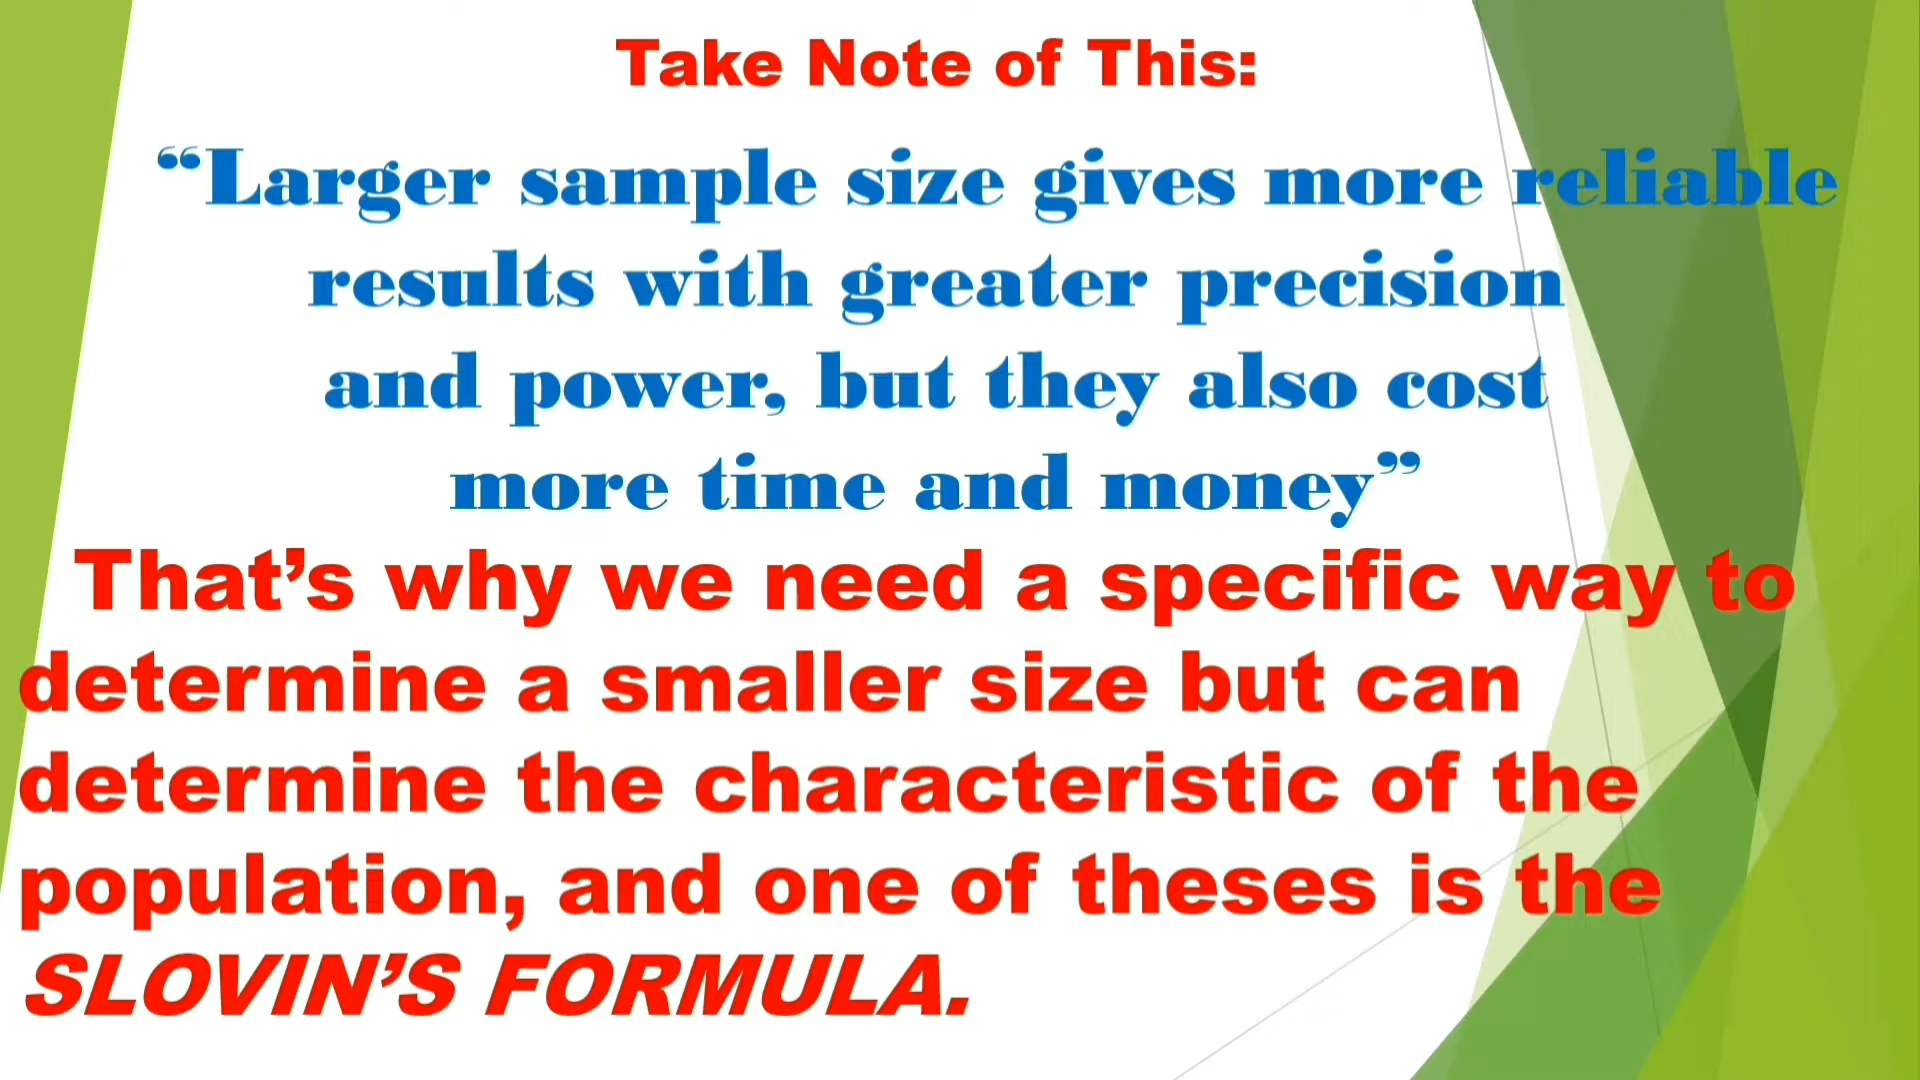 Take Note of This:
“Larger sample size gives more reliable
results with greater precision
and power, but they also cost
more time and money”
That’s why we need a specific way to
determine a smaller size but can
determine the characteristic of the
population, and one of theses is the
SLOVIN’S FORMULA.